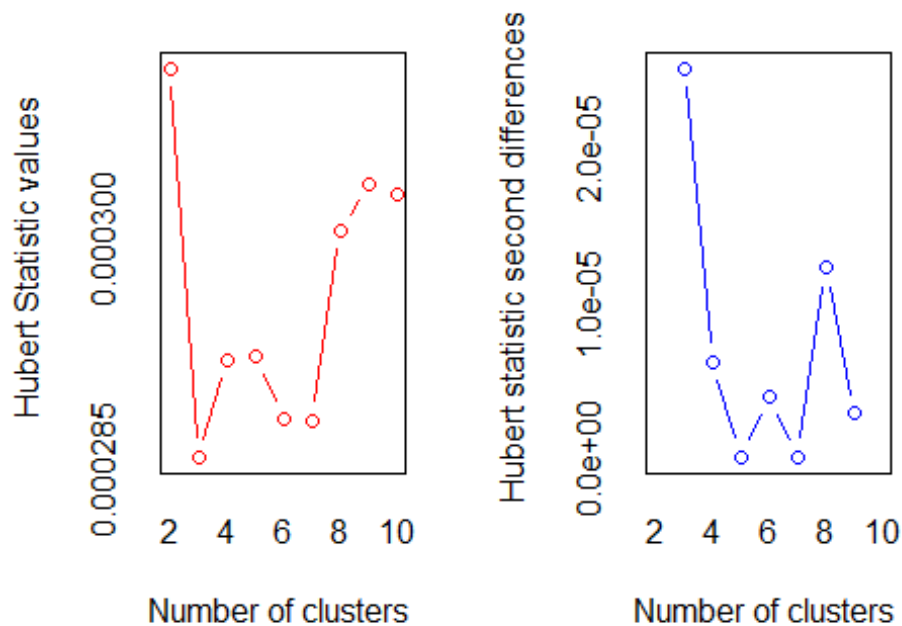 Hubert Statistic values
0.000285
0.000300
2 4 6 8 10
Number of clusters
Hubert statistic second differences
0.0e+00
1.0e-05
2.0e-05
2 4 6 8 10
Number of clusters